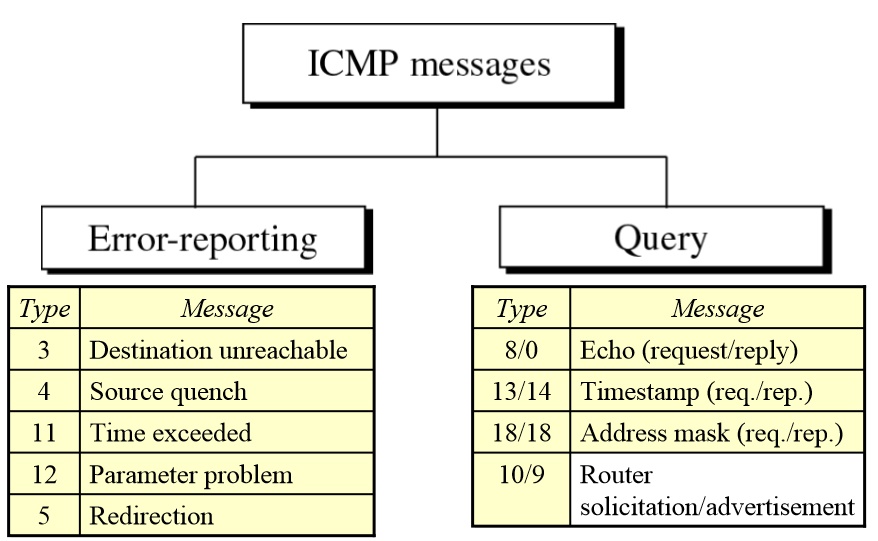 ICMP messages
Error-reporting
Type Message
3 Destination unreachable
4 Source quench
11 Time exceeded
12 Parameter problem
5 Redirection
Query
Type Message
8/0 Echo (request/reply)
13/14 Timestamp (req./rep.)
18/18 Address mask (req./rep.)
10/9 Router
solicitation/advertisement